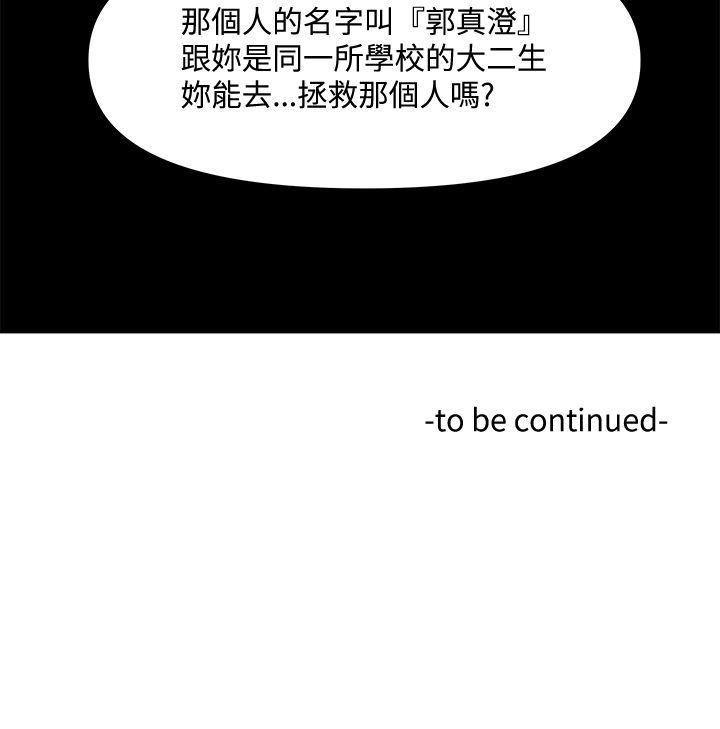 那個人的名字叫『郭真澄』
跟妳是同一所學校的大二生
妳能去...拯救那個人嗎?
-to be continued-